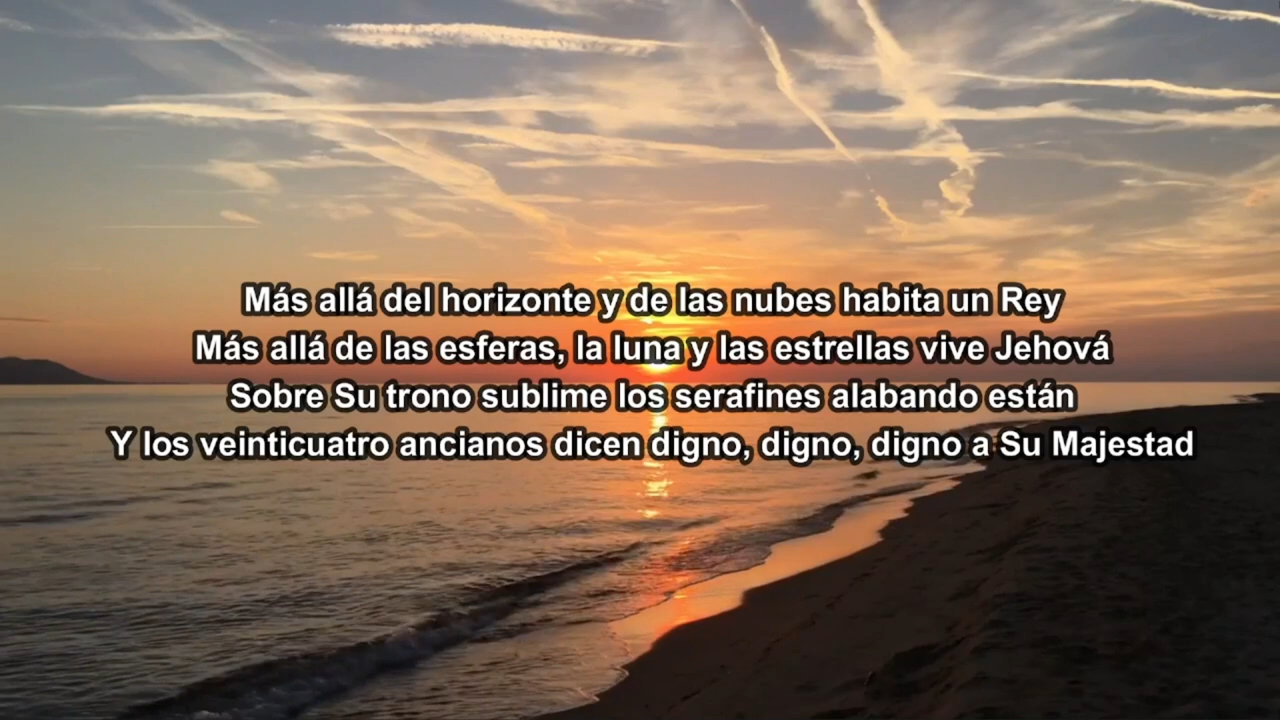 Más allá del horizonte y de las nubes habita un Rey
Más allá de las esferas, la luna y las estrellas vive Jehová
Sobre Su trono sublime los serafines alabando están
Y los veinticuatro ancianos dicen digno, digno, digno a Su Majestad